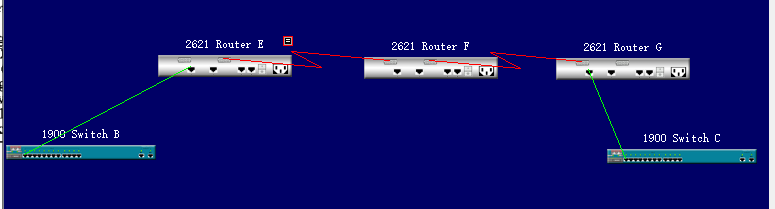 2621 Router E
2621 Router F
2621 Router G
1900 Switch B
1900 Switch C